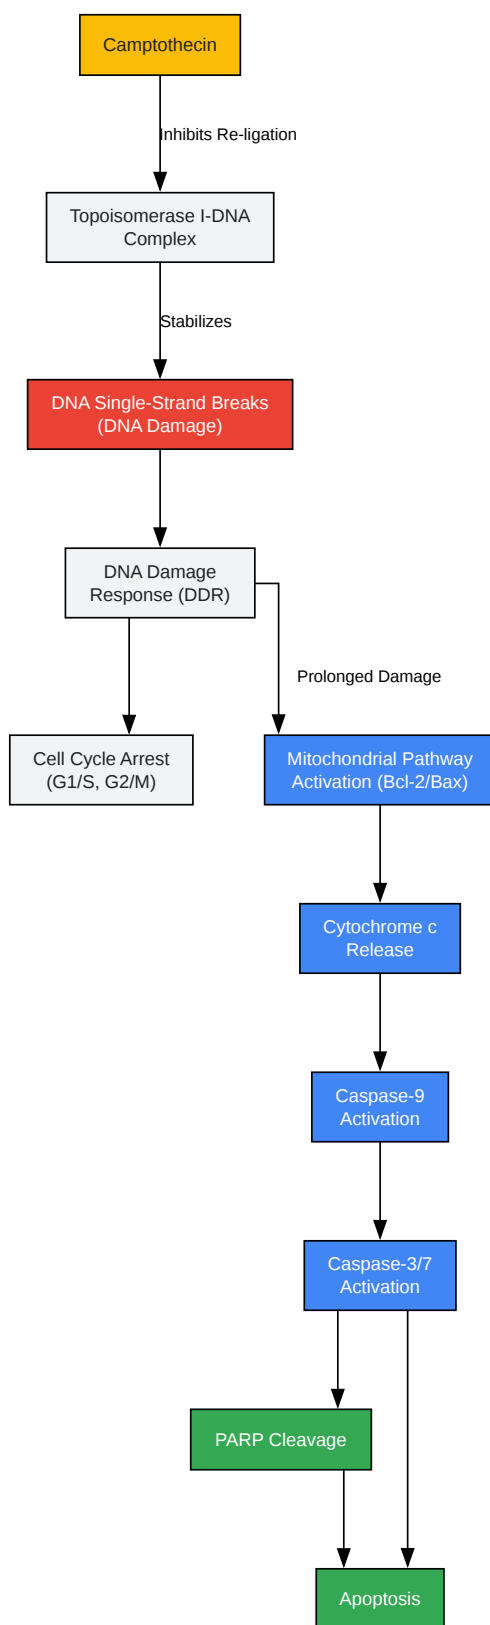 Camptothecin
Inhibits Re-ligation
Topoisomerase I-DNA
Complex
Stabilizes
DNA Single-Strand Breaks
(DNA Damage)
DNA Damage
Response (DDR)
Prolonged Damage
Cell Cycle Arrest
(G1/S, G2/M)
Mitochondrial Pathway
Activation (Bcl-2/Bax)
Cytochrome c
Release
Caspase-9
Activation
Caspase-3/7
Activation
PARP Cleavage
Apoptosis